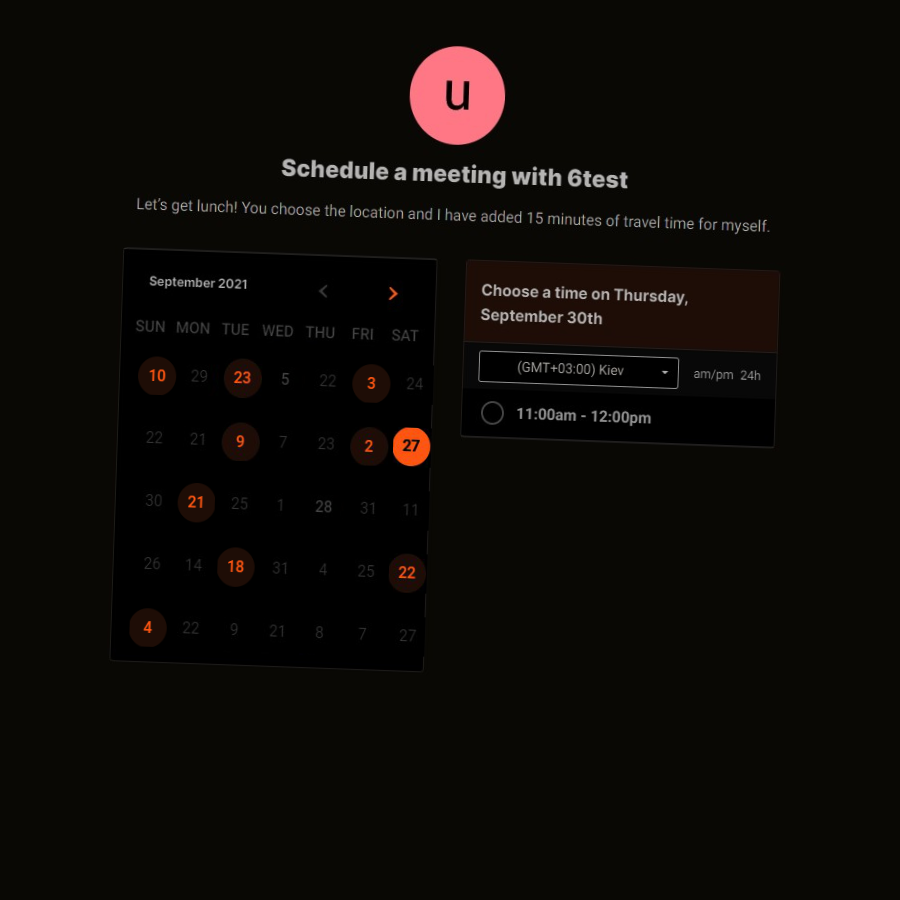 u
Schedule a meeting with 6test
Let's get lunch! You choose the location and I have added 15 minutes of travel time for myself.
September 2021
SUN MON TUE WED THU FRI SAT
10 29 23 5 22 3 24
22 21 9 7 23 2 27
30 21 25 1 28 31 11
26 14 18 31 4 25 22
4 22 9 21 8 7 27
Choose a time on Thursday,
September 30th
(GMT+03:00) Kiev am/pm 24h
11:00am - 12:00pm